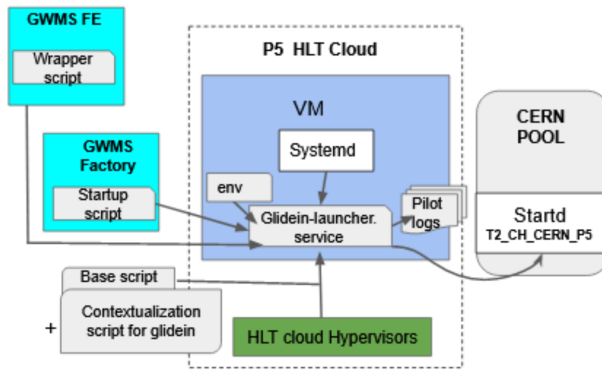 GWMS FE
Wrapper
script
P5 HLT Cloud
VM
CERN
POOL
GWMS
Factory
Systemd
env
Startup
script
Glidein-launcher.
service
Pilot
logs
Startd
T2_CH_CERN_P5
Base script
+
Contextualization
script for glidein
HLT cloud Hypervisors